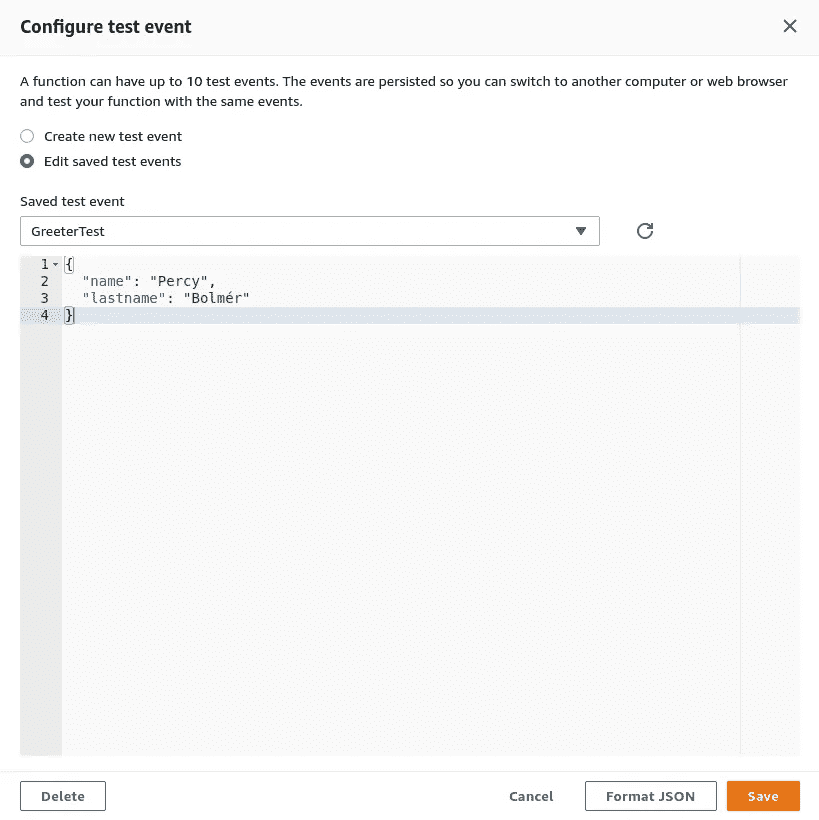 Configure test event
A function can have up to 10 test events. The events are persisted so you can switch to another computer or web browser
and test your function with the same events.
Create new test event
Edit saved test events
Saved test event
GreeterTest
1 {
2 "name": "Percy",
3 "lastname": "Bolmér"
4 }
Delete
Cancel
Format JSON
Save